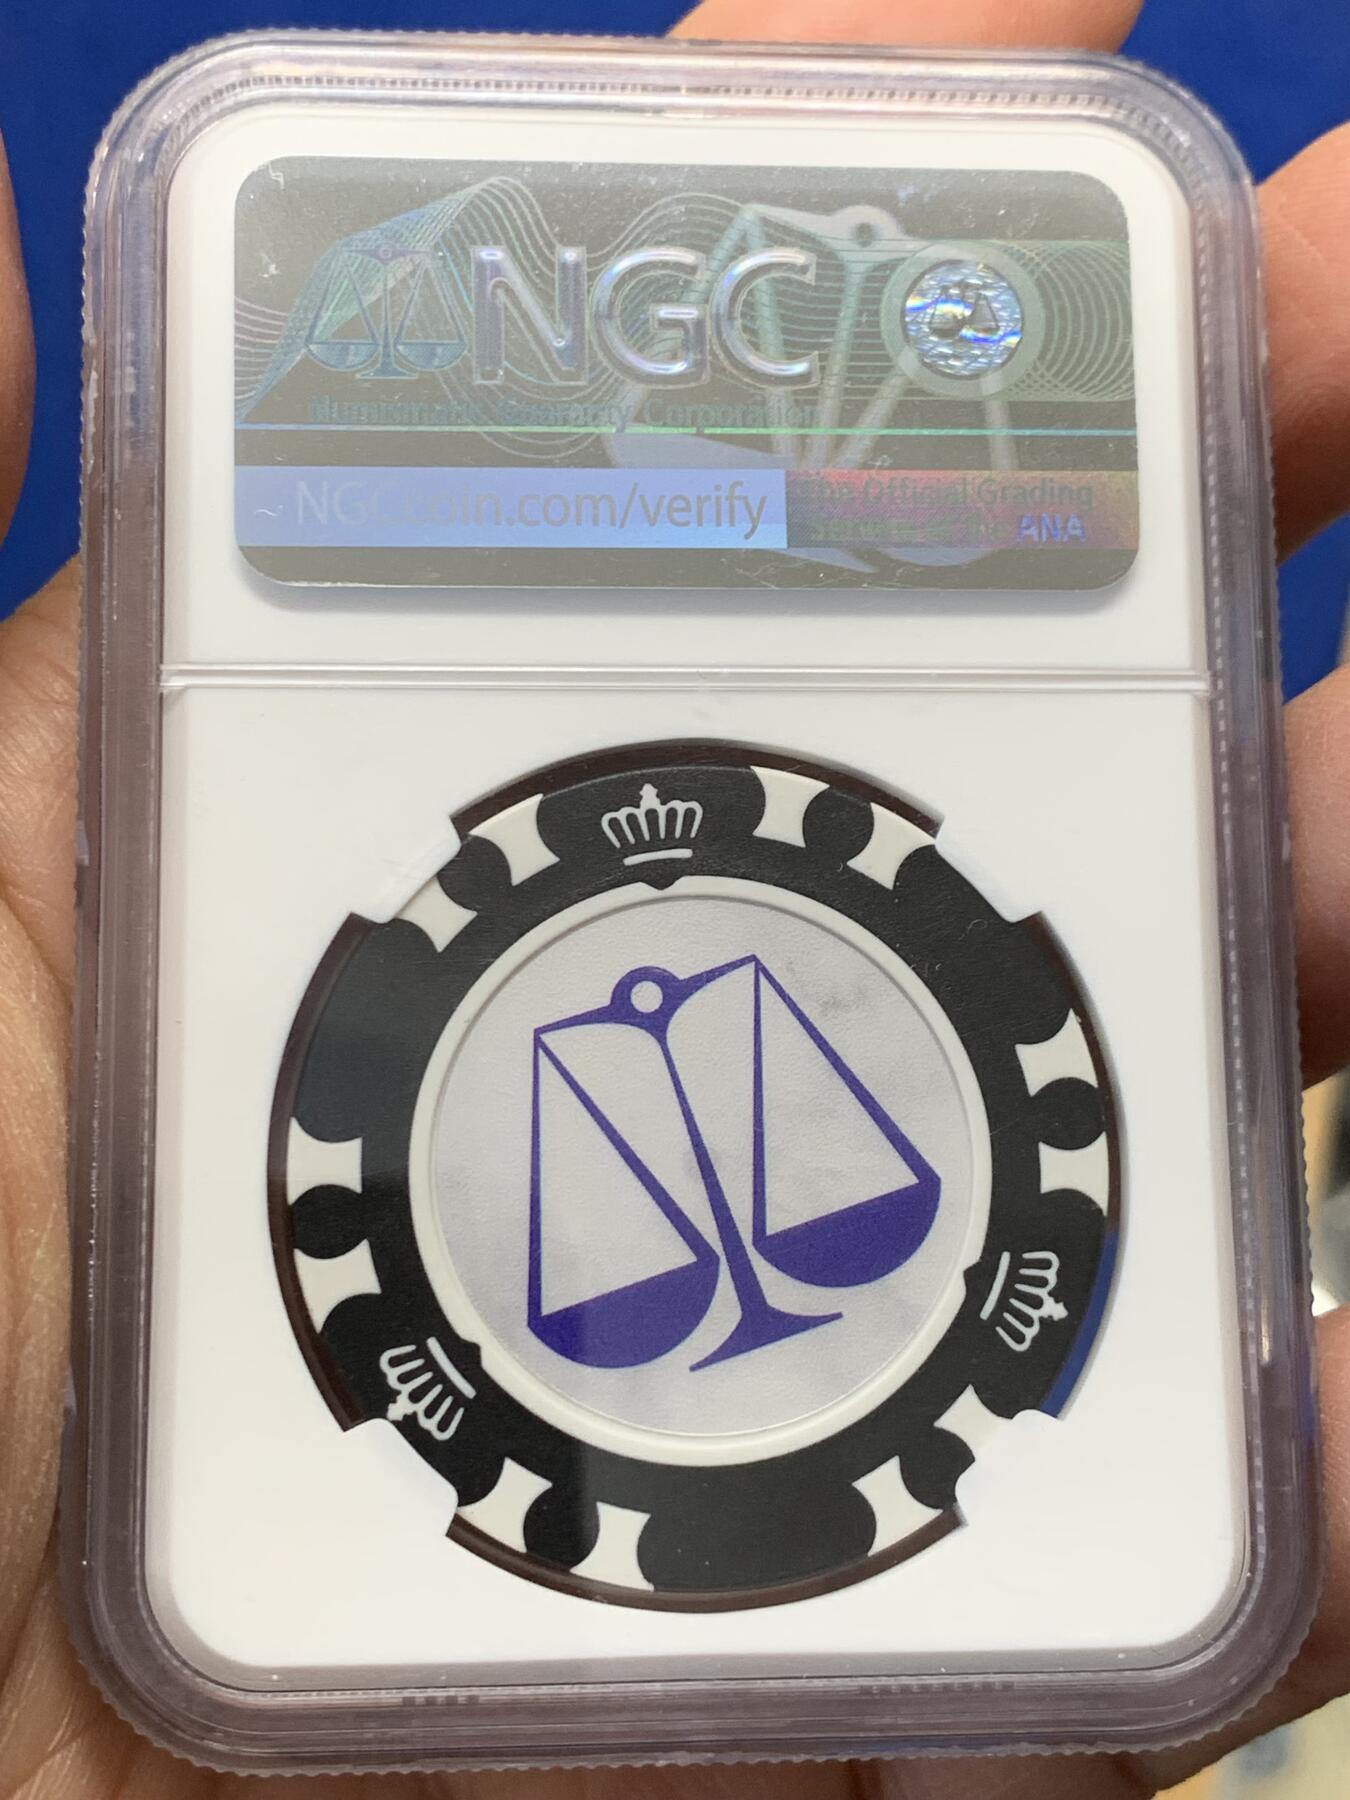 NGC
Numismatic Guaranty Corporation
NGCcoin.com/verify
The Official Grading
Service of the ANA